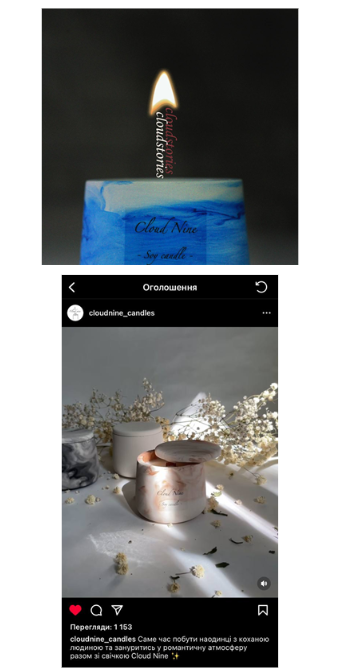 cloudstories
cloudstories
Cloud Nine
- Soy candle -
Оголошення
cloudnine_candles
Cloud Nine
Перегляди: 1 153
cloudnine_candles Саме час побути наодинці з коханою
людиною та зануритись у романтичну атмосферу
разом зі свічкою Cloud Nine ✨